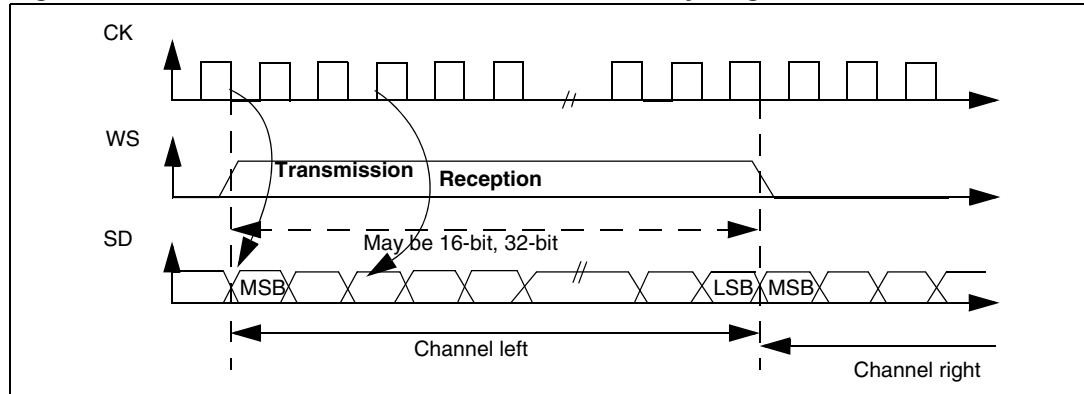 CK
WS
Transmission
Reception
May be 16-bit, 32-bit
SD
MSB
LSB
MSB
Channel left
Channel right